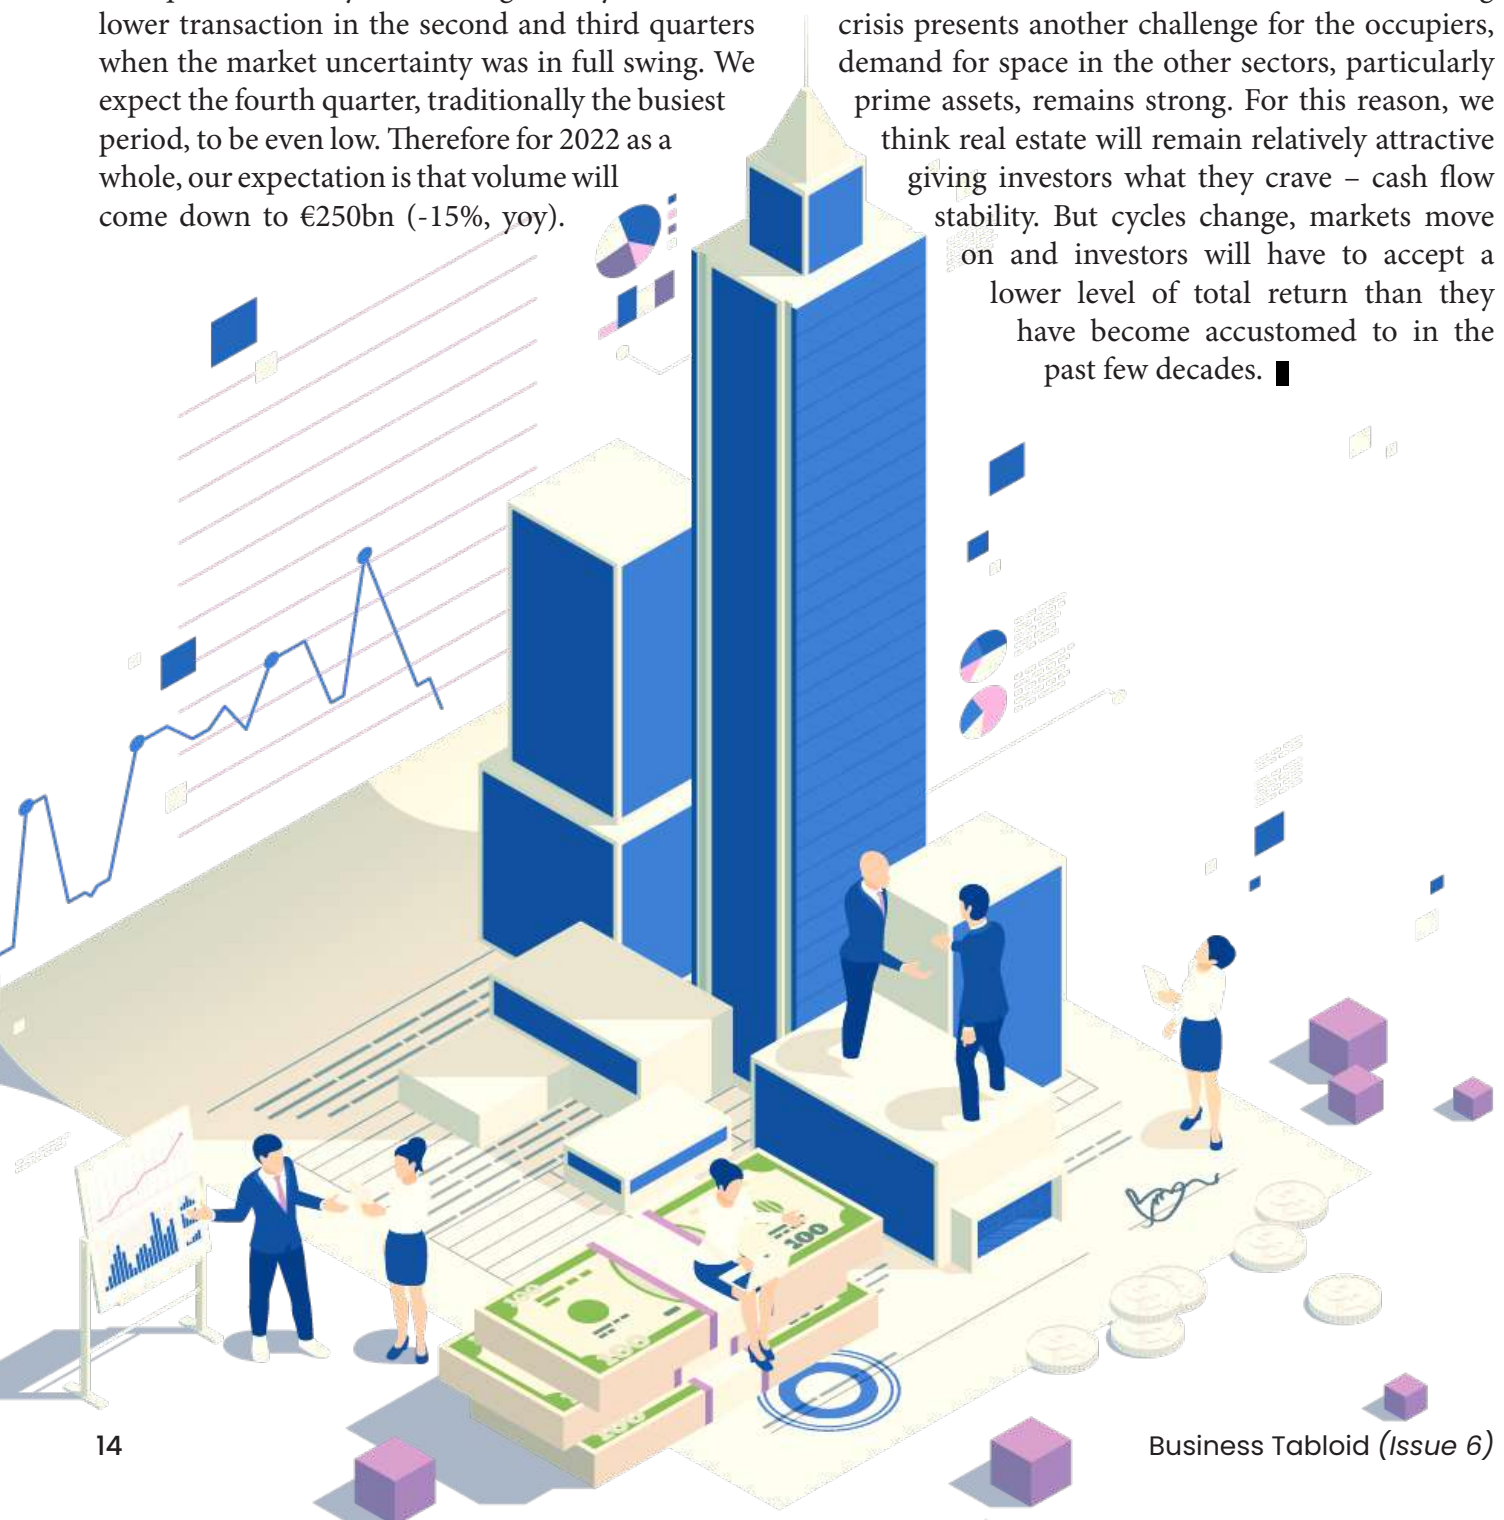 lower transaction in the second and third quarters
when the market uncertainty was in full swing. We
expect the fourth quarter, traditionally the busiest
period, to be even low. Therefore for 2022 as a
whole, our expectation is that volume will
come down to €250bn (-15%, yoy).
crisis presents another challenge for the occupiers,
demand for space in the other sectors, particularly
prime assets, remains strong. For this reason, we
think real estate will remain relatively attractive
giving investors what they crave – cash flow
stability. But cycles change, markets move
on and investors will have to accept a
lower level of total return than they
have become accustomed to in the
past few decades.
100
100
200
200
14
Business Tabloid (Issue 6)